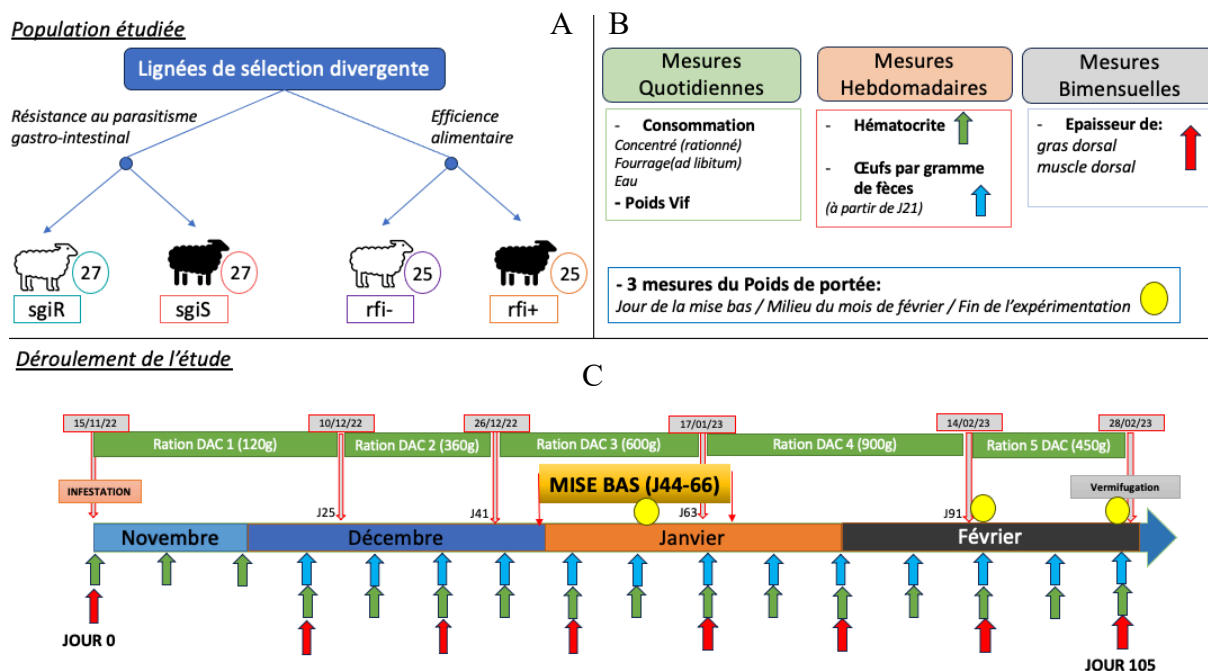 Population étudiée
A
Lignées de sélection divergente
Résistance au parasitisme
gastro-intestinal
Efficience
alimentaire
27
27
25
25
sgiR
sgiS
rfi-
rfi+
B
Mesures
Quotidiennes
- Consommation
Concentré (rationné)
Fourrage(ad libitum)
Eau
- Poids Vif
Mesures
Hebdomadaires
- Hématocrite
- Œufs par gramme
de fèces
(à partir de J21)
Mesures
Bimensuelles
- Epaisseur de:
gras dorsal
muscle dorsal
- 3 mesures du Poids de portée:
Jour de la mise bas / Milieu du mois de février / Fin de l'expérimentation
Déroulement de l'étude
C
15/11/22
10/12/22
26/12/22
17/01/23
14/02/23
28/02/23
Ration DAC 1 (120g)
Ration DAC 2 (360g)
Ration DAC 3 (600g)
Ration DAC 4 (900g)
Ration 5 DAC (450g)
INFESTATION
MISE BAS (J44-66)
Vermifugation
J25
J41
J63
J91
Novembre
Décembre
Janvier
Février
JOUR 0
JOUR 105